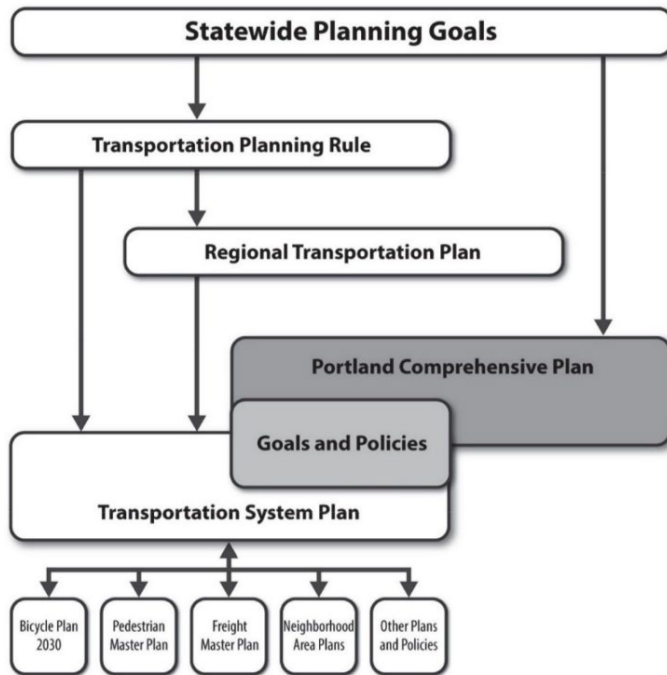 Statewide Planning Goals
Transportation Planning Rule
Regional Transportation Plan
Portland Comprehensive Plan
Goals and Policies
Transportation System Plan
Bicycle Plan
2030
Pedestrian
Master Plan
Freight
Master Plan
Neighborhood
Area Plans
Other Plans
and Policies